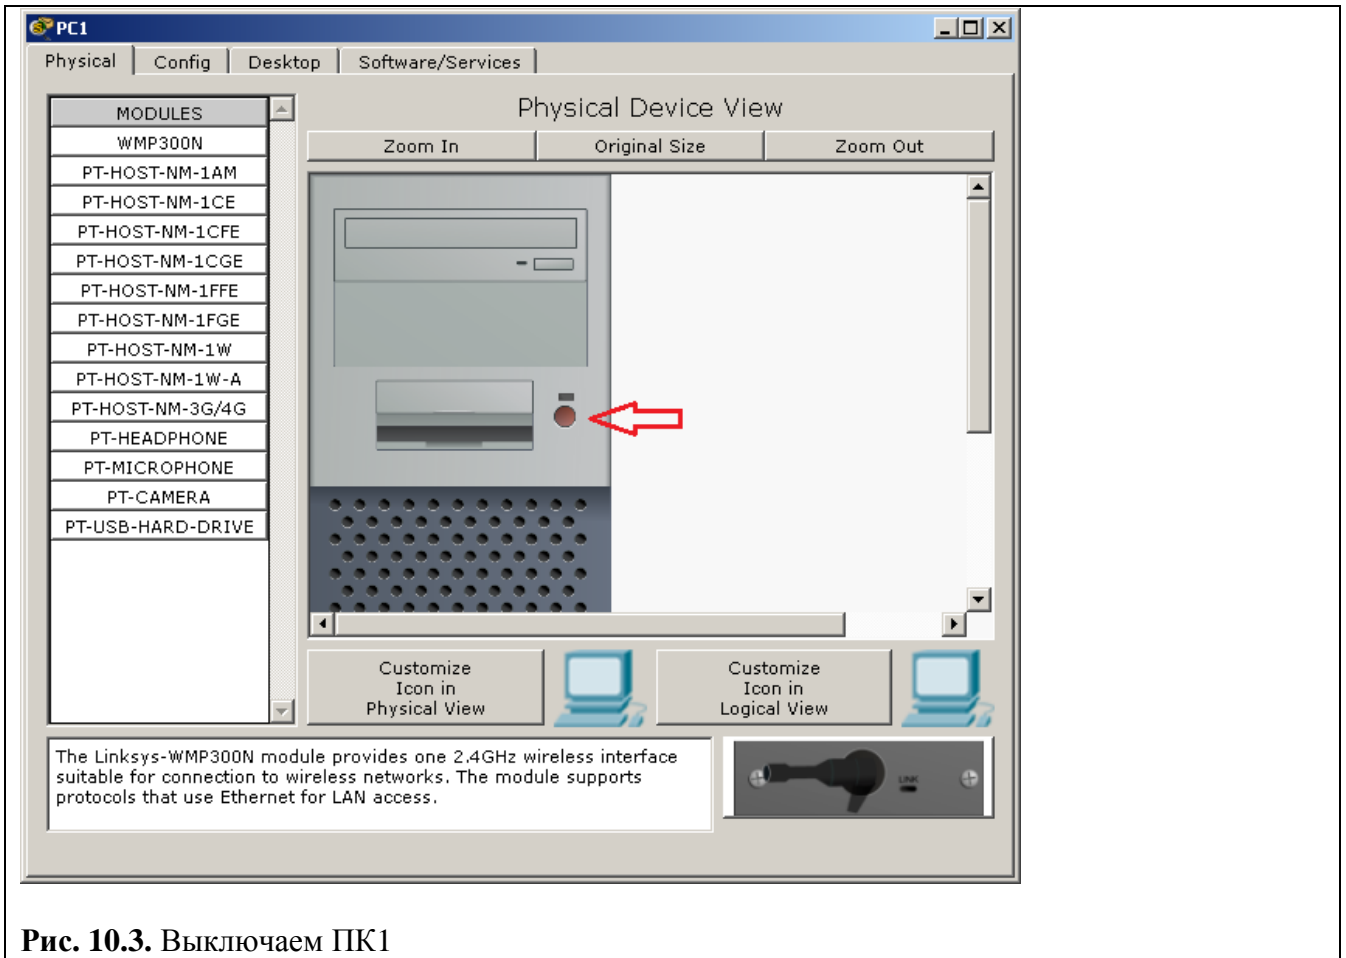 PC1
Physical Config Desktop Software/Services
MODULES
WMP300N
PT-HOST-NM-1AM
PT-HOST-NM-1CE
PT-HOST-NM-1CFE
PT-HOST-NM-1CGE
PT-HOST-NM-1FFE
PT-HOST-NM-1FGE
PT-HOST-NM-1W
PT-HOST-NM-1W-A
PT-HOST-NM-3G/4G
PT-HEADPHONE
PT-MICROPHONE
PT-CAMERA
PT-USB-HARD-DRIVE
Physical Device View
Zoom In Original Size Zoom Out
Customize
Icon in
Physical View
Customize
Icon in
Logical View
The Linksys-WMP300N module provides one 2.4GHz wireless interface
suitable for connection to wireless networks. The module supports
protocols that use Ethernet for LAN access.
LINK
Рис. 10.3. Выключаем ПК1